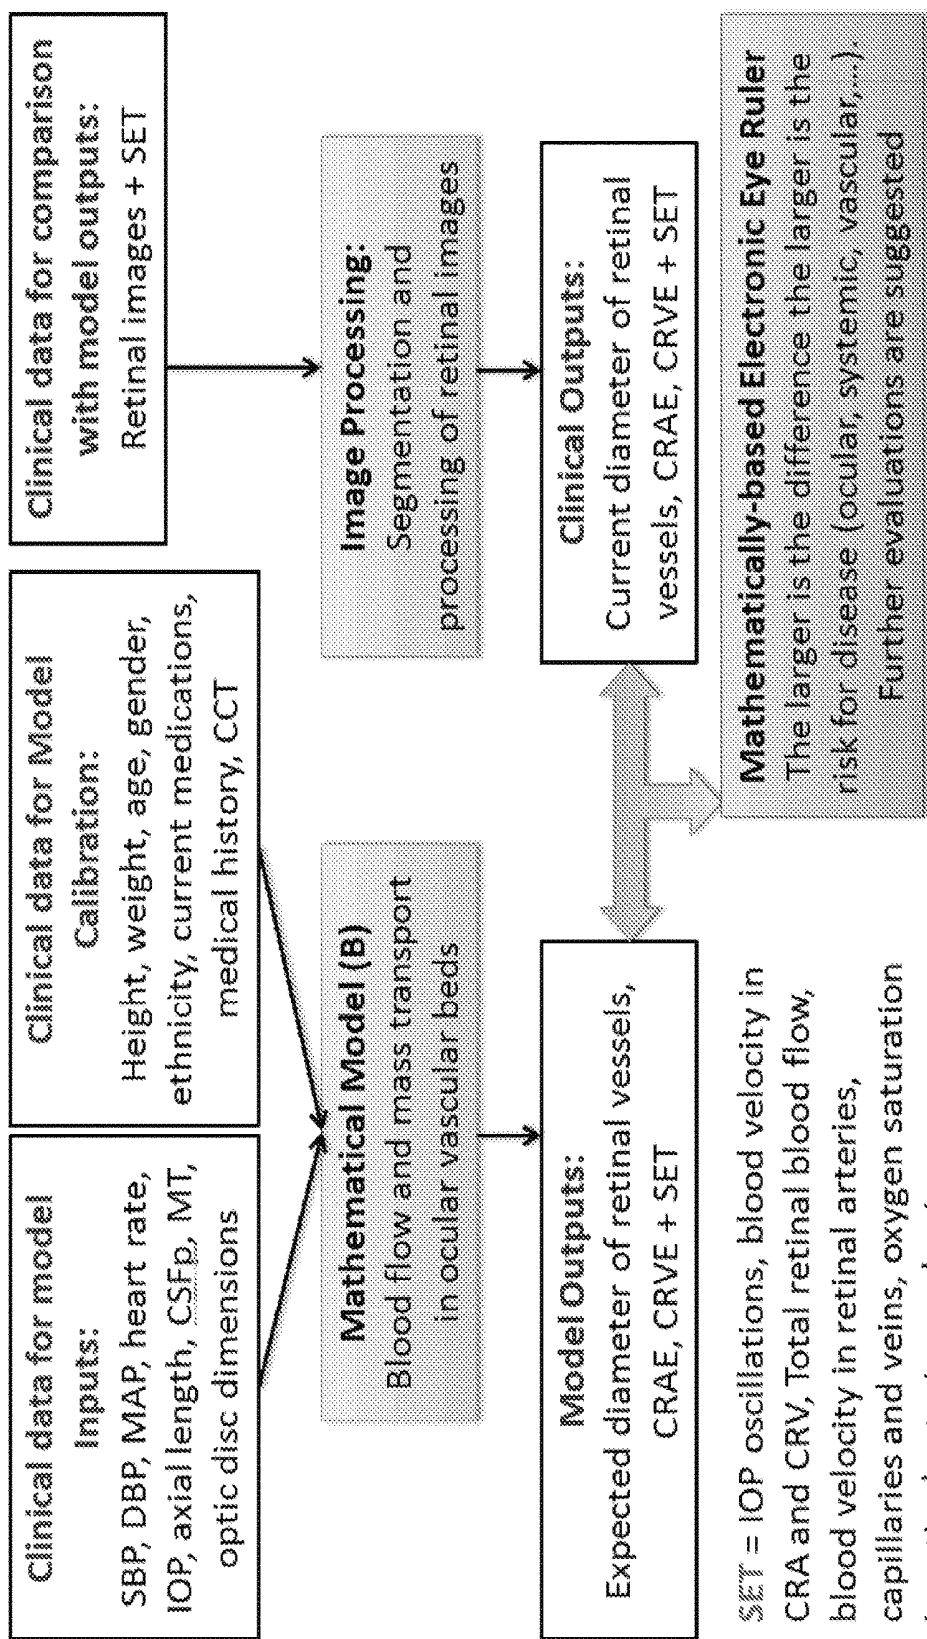 Clinical data for model
Inputs:
SBP, DBP, MAP, heart rate,
IOP, axial length, CSFp, MT,
optic disc dimensions
Clinical data for Model
Calibration:
Height, weight, age, gender,
ethnicity, current medications,
medical history, CCT
Clinical data for comparison
with model outputs:
Retinal images + SET
Mathematical Model (B)
Blood flow and mass transport
in ocular vascular beds
Image Processing:
Segmentation and
processing of retinal images
Model Outputs:
Expected diameter of retinal vessels,
CRAE, CRVE + SET
Clinical Outputs:
Current diameter of retinal
vessels, CRAE, CRVE + SET
SET = IOP oscillations, blood velocity in
CRA and CRV, Total retinal blood flow,
blood velocity in retinal arteries,
capillaries and veins, oxygen saturation
Mathematically-based Electronic Eye Ruler
The larger is the difference the larger is the
risk for disease (ocular, systemic, vascular,...).
Further evaluations are suggested